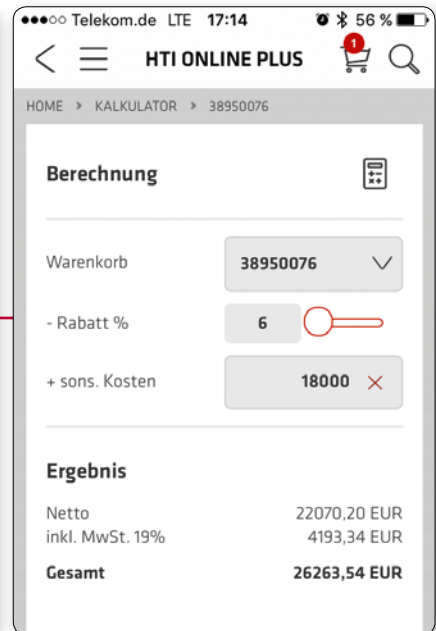 Telekom.de LTE 17:14 56 %
HTI ONLINE PLUS 1
HOME > KALKULATOR > 38950076
Berechnung
Warenkorb 38950076
- Rabatt % 6
+ sons. Kosten 18000
Ergebnis
Netto 22070,20 EUR
inkl. MwSt. 19% 4193,34 EUR
Gesamt 26263,54 EUR